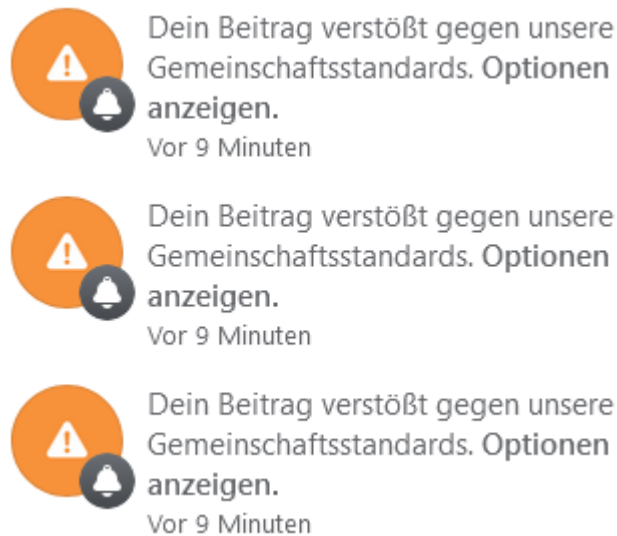 Dein Beitrag verstößt gegen unsere
Gemeinschaftsstandards. Optionen
anzeigen.
Vor 9 Minuten
Dein Beitrag verstößt gegen unsere
Gemeinschaftsstandards. Optionen
anzeigen.
Vor 9 Minuten
Dein Beitrag verstößt gegen unsere
Gemeinschaftsstandards. Optionen
anzeigen.
Vor 9 Minuten